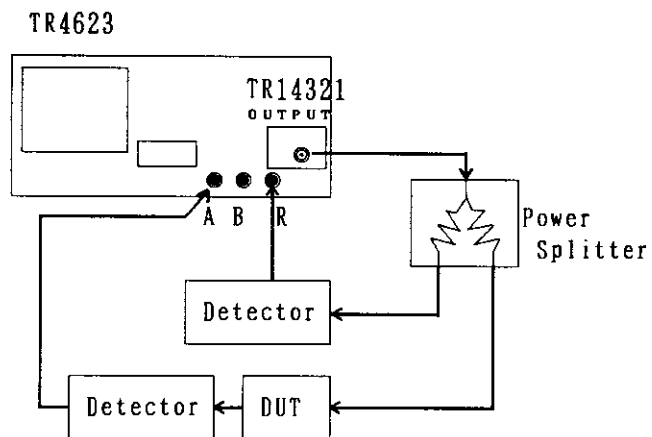 TR4623
TR14321
OUTPUT
A B R
Power
Splitter
Detector
Detector
DUT